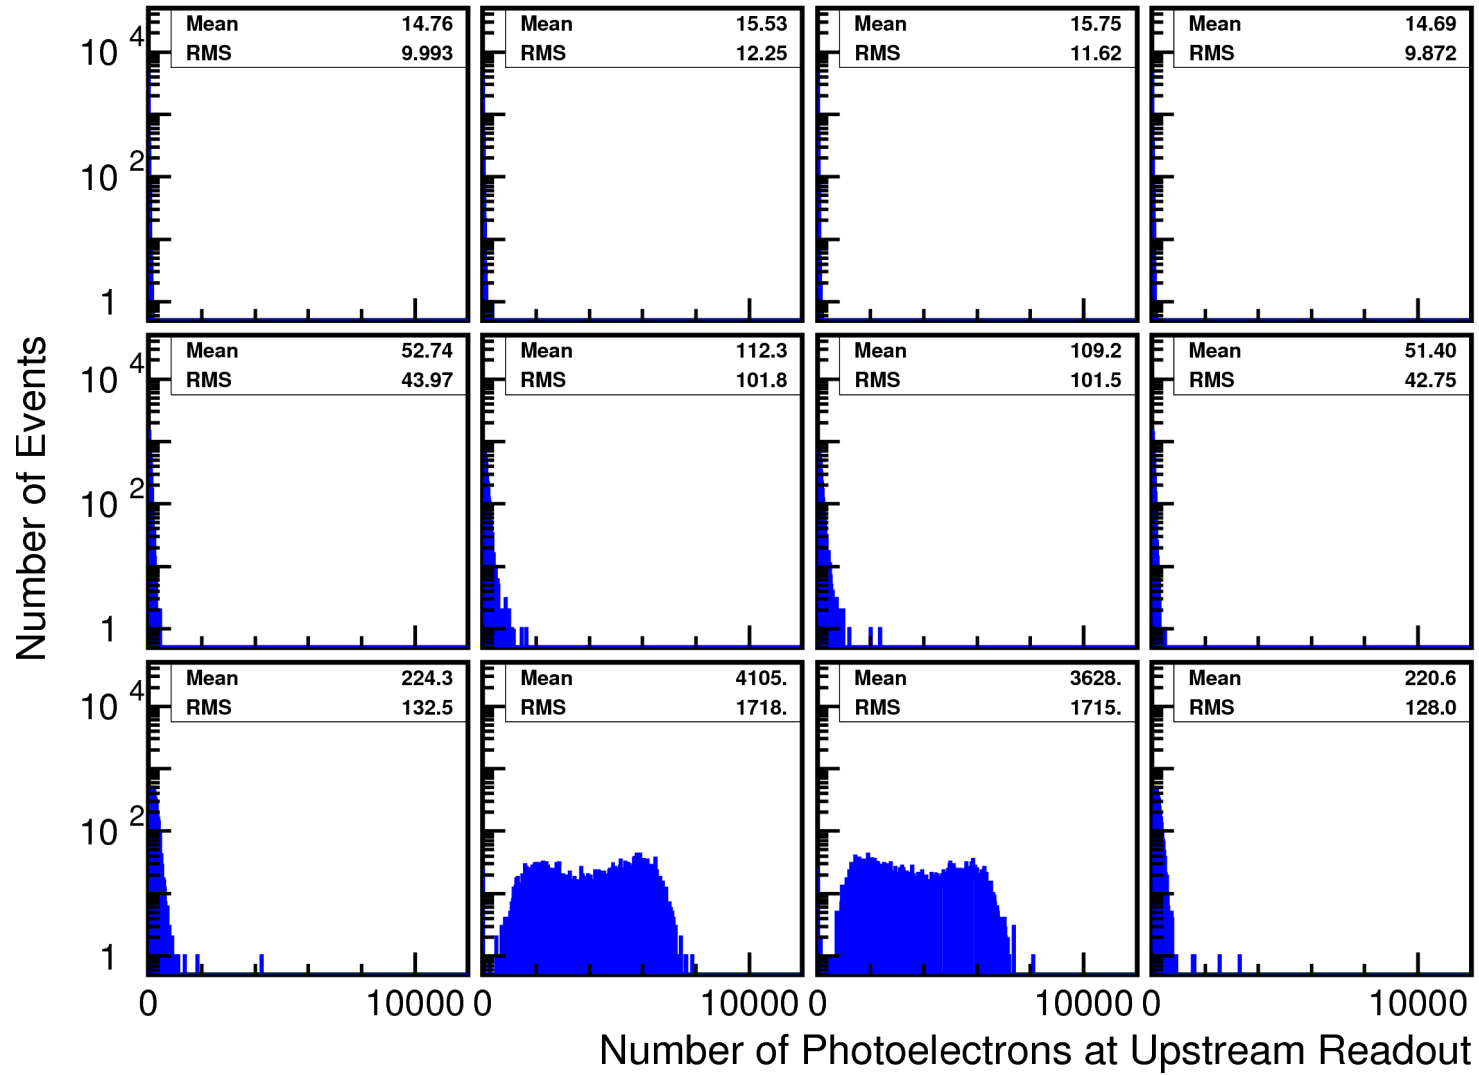 Mean 14.76 Mean 15.53 Mean 15.75 Mean 14.69
10 4 RMS 9.993 RMS 12.25 RMS 11.62 RMS 9.872
10 2
1
Mean 52.74 Mean 112.3 Mean 109.2 Mean 51.40
10 4 RMS 43.97 RMS 101.8 RMS 101.5 RMS 42.75
10 2
1
Number of Events
Mean 224.3 Mean 4105. Mean 3628. Mean 220.6
10 4 RMS 132.5 RMS 1718. RMS 1715. RMS 128.0
10 2
1
0 10000 0 10000 0 10000 0 10000
Number of Photoelectrons at Upstream Readout